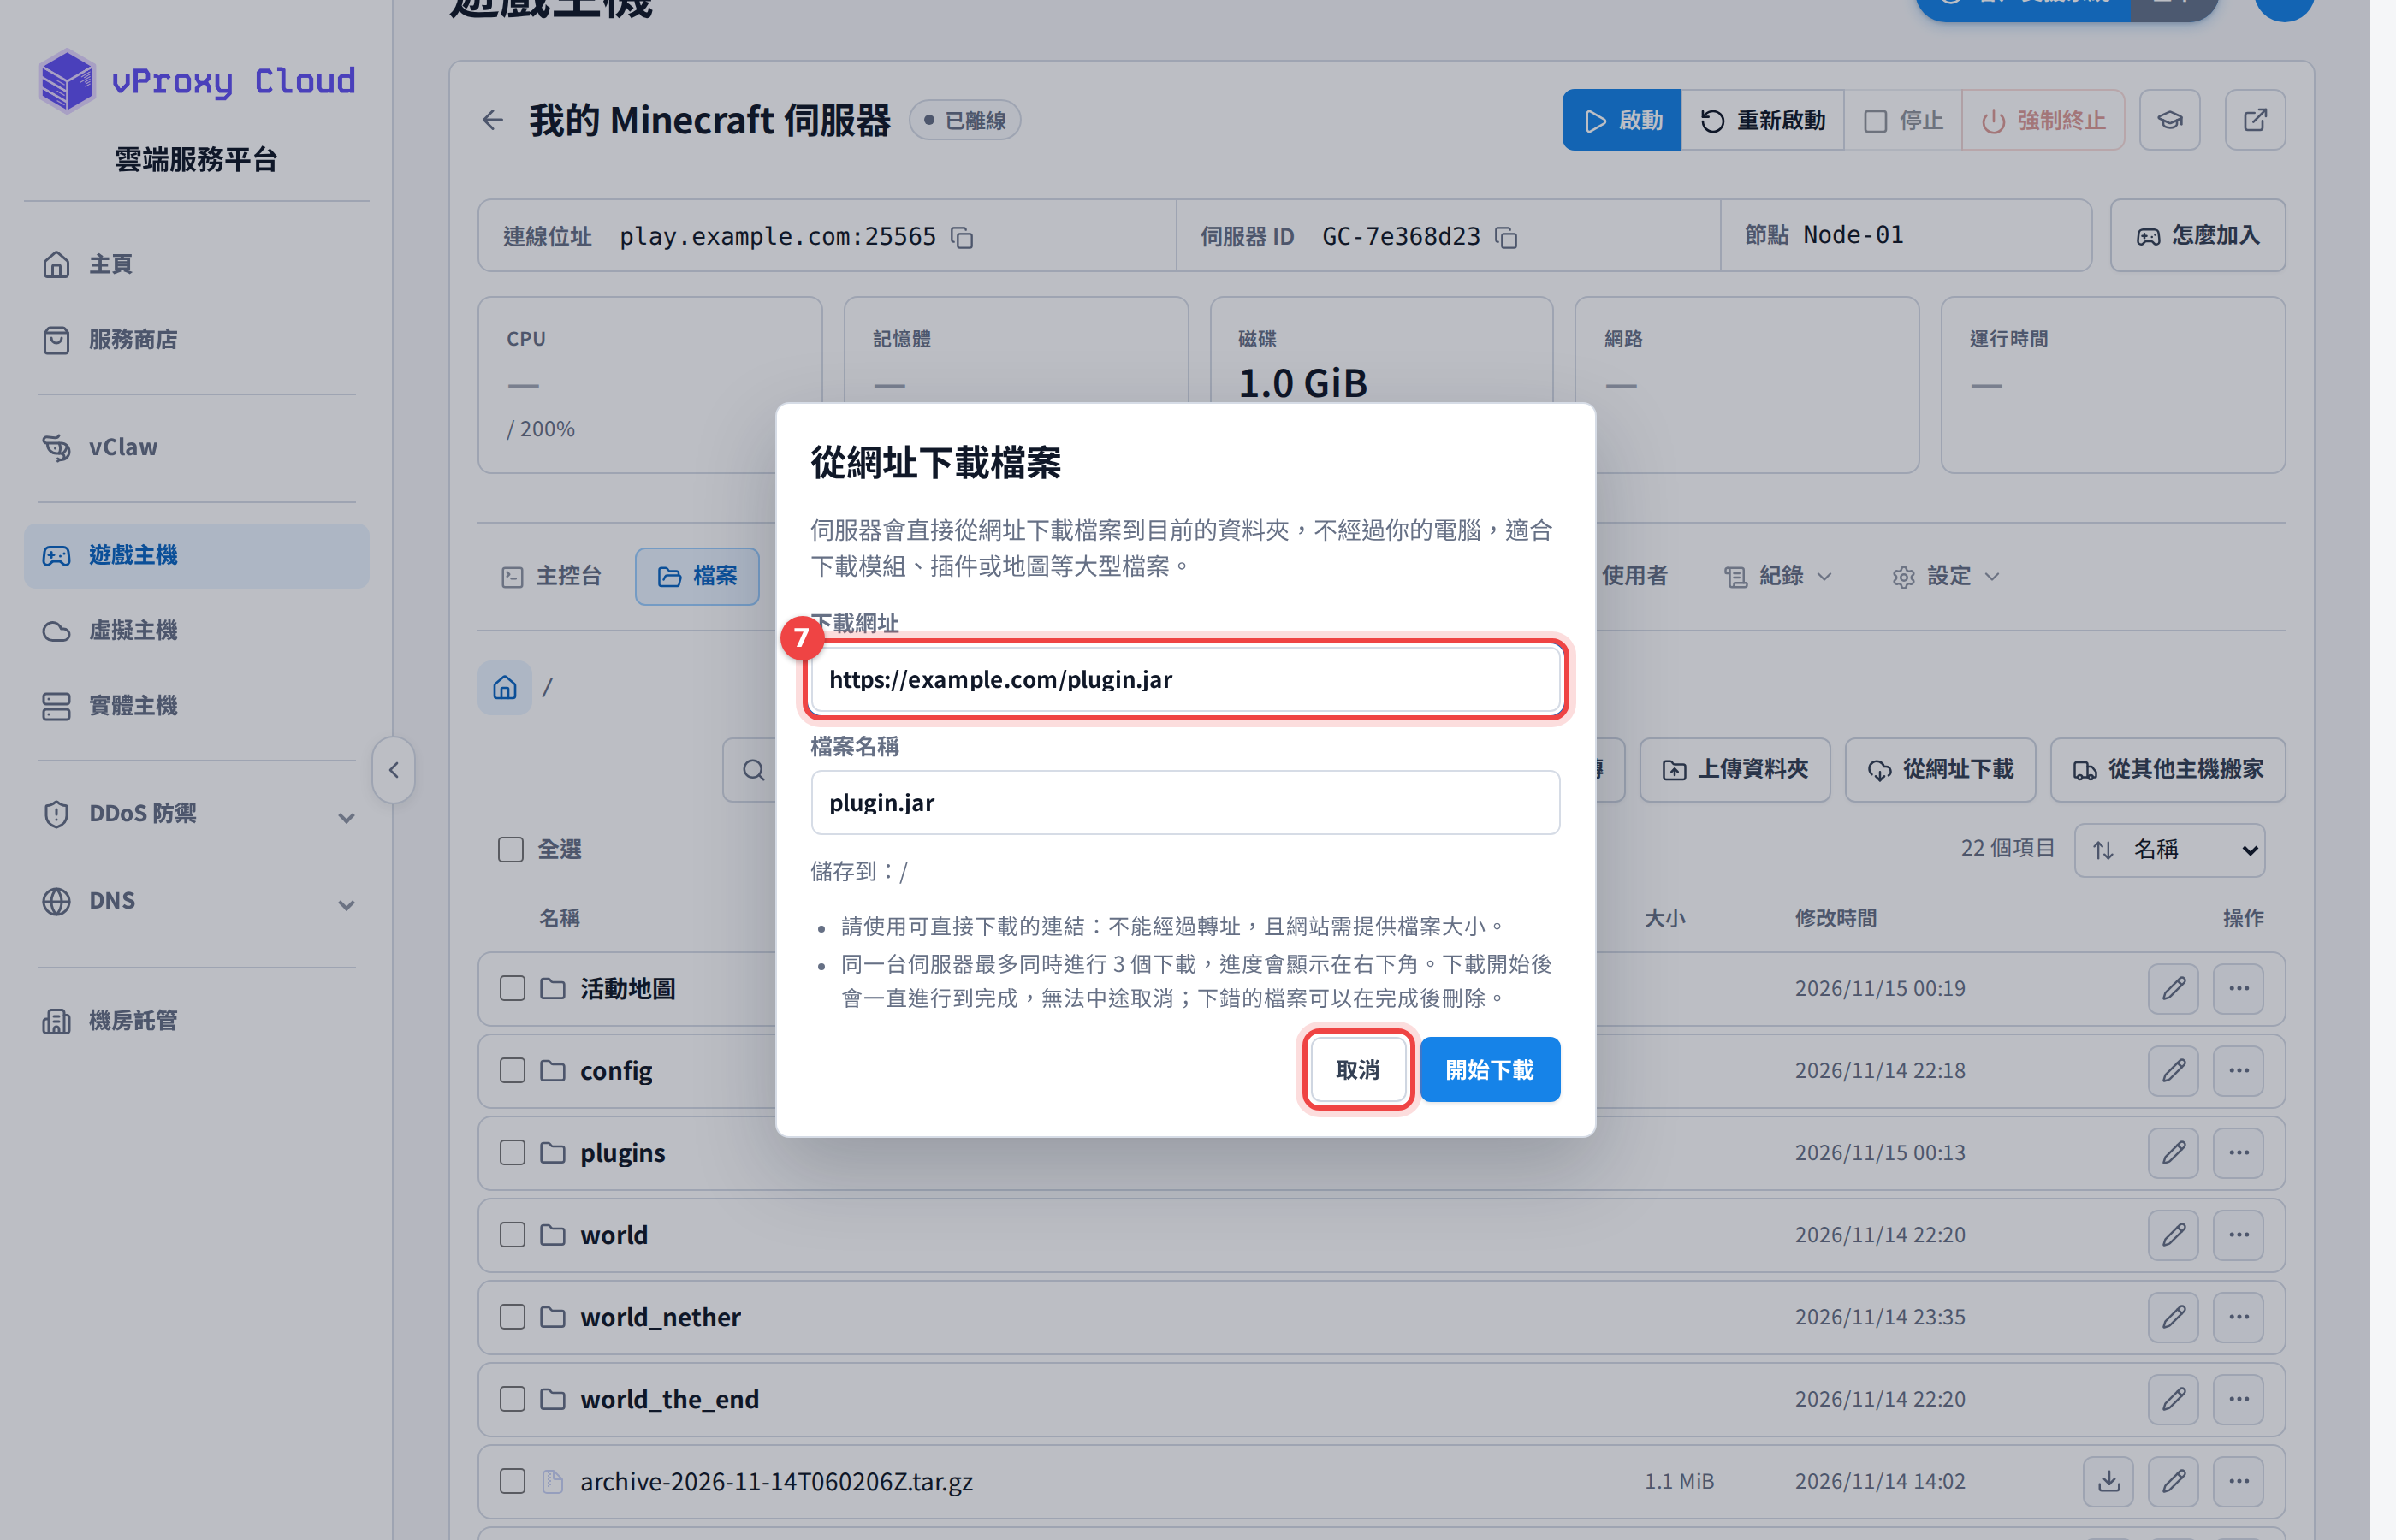 遊戲主機
vProxy Cloud
雲端服務平台
主頁
服務商店
vClaw
遊戲主機
虛擬主機
實體主機
DDoS 防禦
DNS
機房託管
我的 Minecraft 伺服器
已離線
啟動
重新啟動
停止
強制終止
連線位址 play.example.com:25565
伺服器 ID GC-7e368d23
節點 Node-01
怎麼加入
CPU
—
/ 200%
記憶體
—
磁碟
1.0 GiB
網路
—
運行時間
—
主控台
檔案
使用者
紀錄
設定
/
上傳資料夾
從網址下載
從其他主機搬家
全選
22 個項目
名稱
名稱
大小
修改時間
操作
活動地圖 2026/11/15 00:19
config 2026/11/14 22:18
plugins 2026/11/15 00:13
world 2026/11/14 22:20
world_nether 2026/11/14 23:35
world_the_end 2026/11/14 22:20
archive-2026-11-14T060206Z.tar.gz 1.1 MiB 2026/11/14 14:02
從網址下載檔案
伺服器會直接從網址下載檔案到目前的資料夾，不經過你的電腦，適合
下載模組、插件或地圖等大型檔案。
下載網址
7
https://example.com/plugin.jar
檔案名稱
plugin.jar
儲存到：/
• 請使用可直接下載的連結：不能經過轉址，且網站需提供檔案大小。
• 同一台伺服器最多同時進行 3 個下載，進度會顯示在右下角。下載開始後
會一直進行到完成，無法中途取消；下錯的檔案可以在完成後刪除。
取消
開始下載